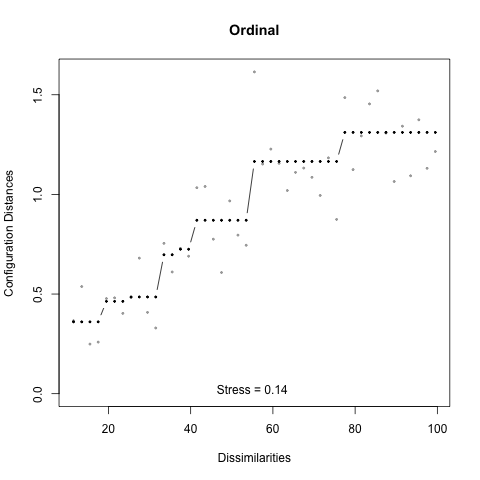 Ordinal
Configuration Distances
1.5
1.0
0.5
0.0
Stress = 0.14
20 40 60 80 100
Dissimilarities